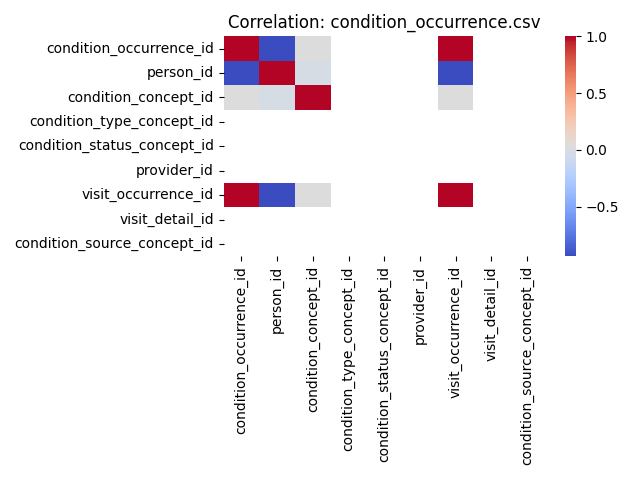 Correlation: condition_occurrence.csv
condition_occurrence_id
person_id
condition_concept_id
condition_type_concept_id
condition_status_concept_id
provider_id
visit_occurrence_id
visit_detail_id
condition_source_concept_id
1.0
0.5
0.0
−0.5
condition_occurrence_id
person_id
condition_concept_id
condition_type_concept_id
condition_status_concept_id
provider_id
visit_occurrence_id
visit_detail_id
condition_source_concept_id